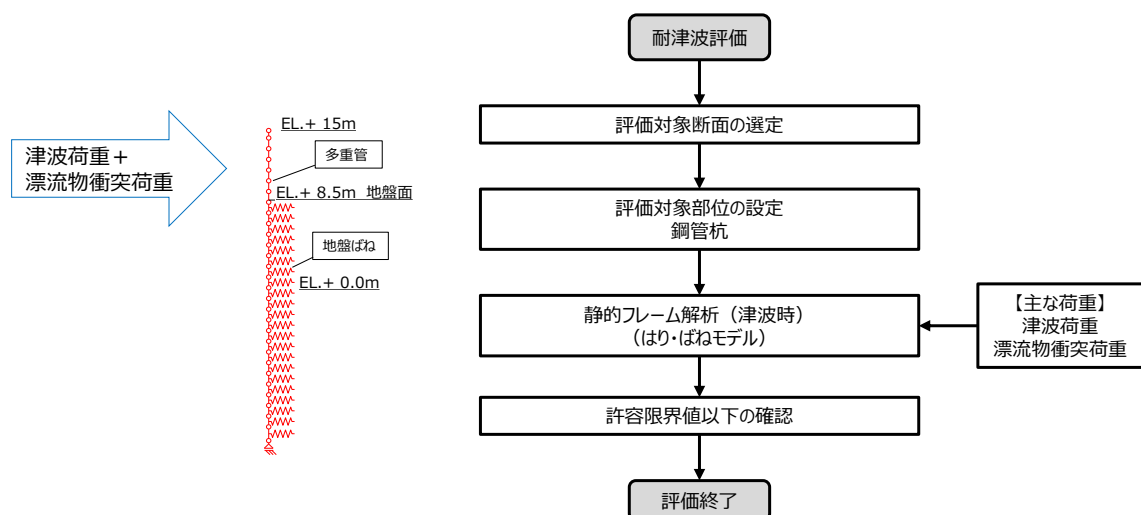 津波荷重＋
漂流物衝突荷重
EL.+ 15m
多重管
EL.+ 8.5m 地盤面
地盤ばね
EL.+ 0.0m
耐津波評価
評価対象断面の選定
評価対象部位の設定
鋼管杭
静的フレーム解析（津波時）
（はり・ばねモデル）
【主な荷重】
津波荷重
漂流物衝突荷重
許容限界値以下の確認
評価終了